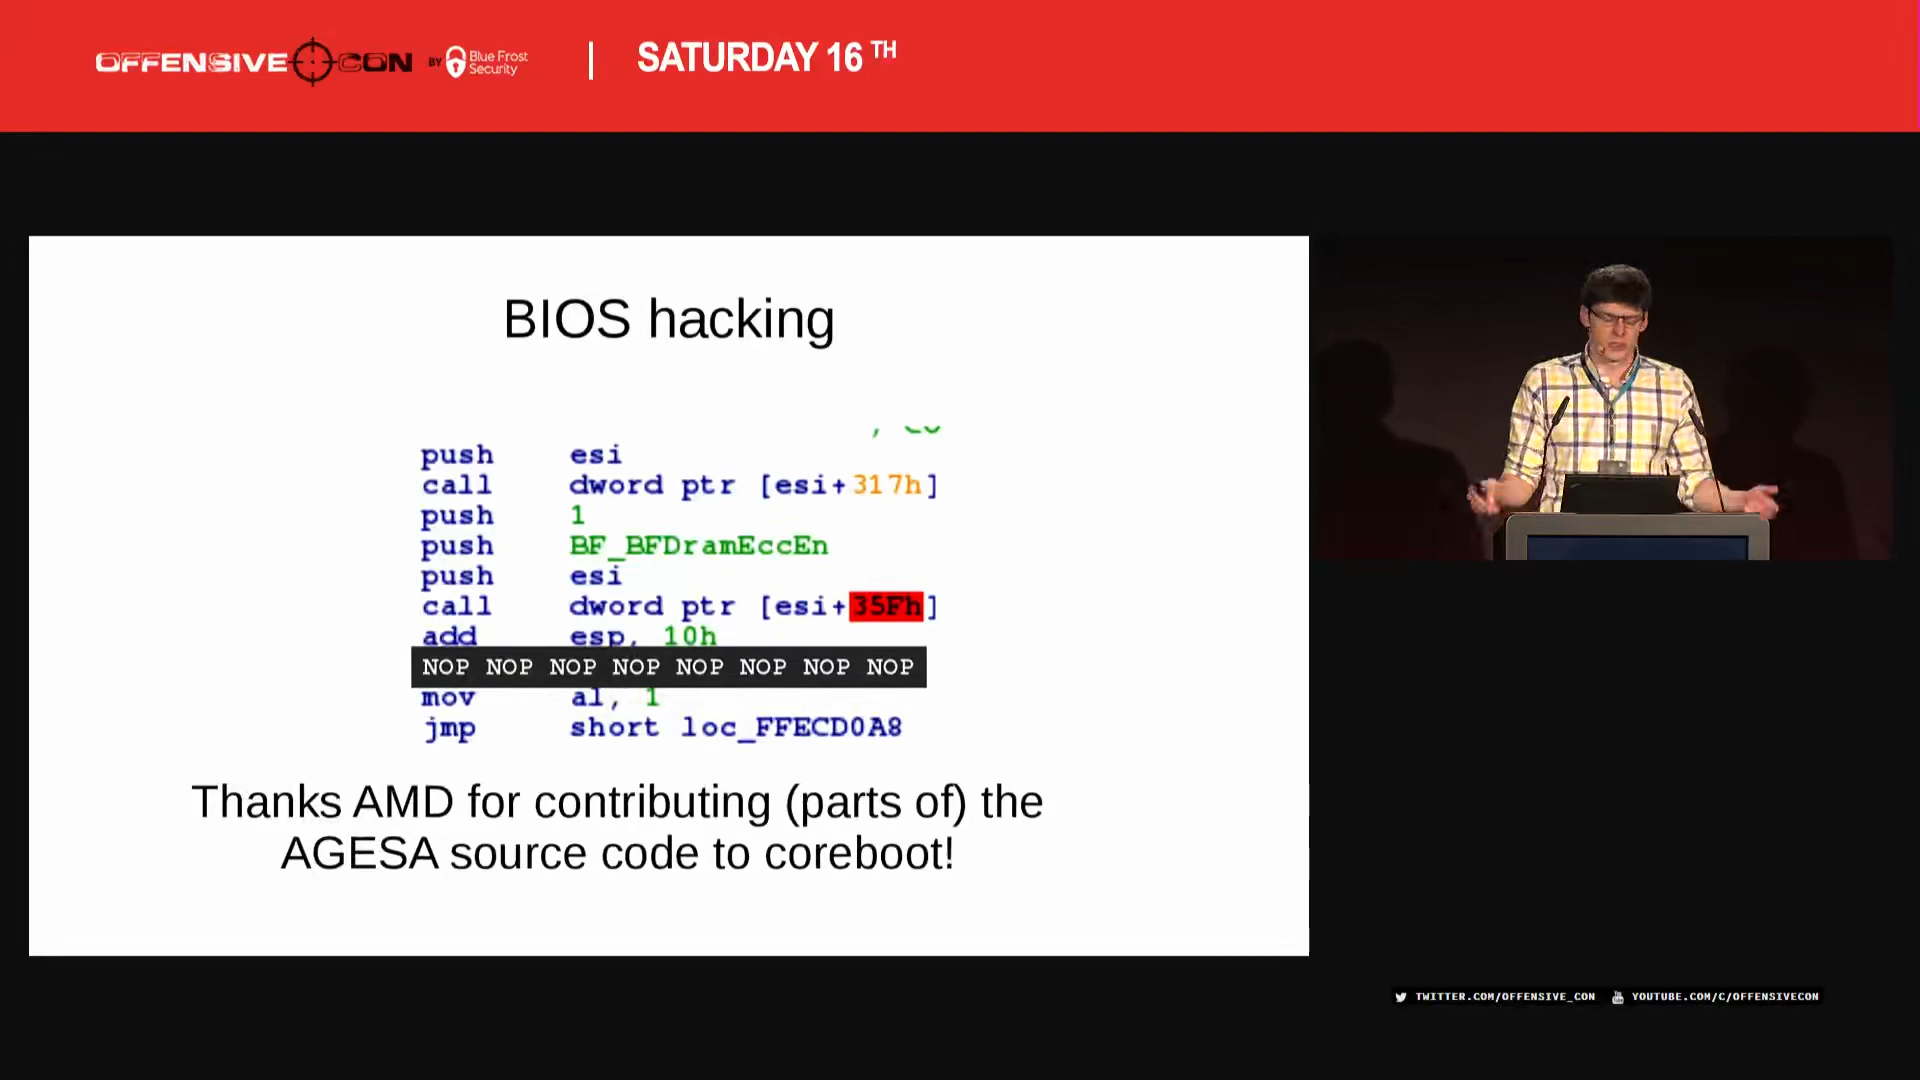 OFFENSIVE CON BY Blue Frost Security | SATURDAY 16 TH
BIOS hacking
push esi
call dword ptr [esi+317h]
push 1
push BF_BFDramEccEn
push esi
call dword ptr [esi+35Fh]
add esp, 10h
NOP NOP NOP NOP NOP NOP NOP NOP
mov al, 1
jmp short loc_FFECD0A8
Thanks AMD for contributing (parts of) the
AGESA source code to coreboot!
TWITTER.COM/OFFENSIVE_CON YOUTUBE.COM/C/OFFENSIVECON